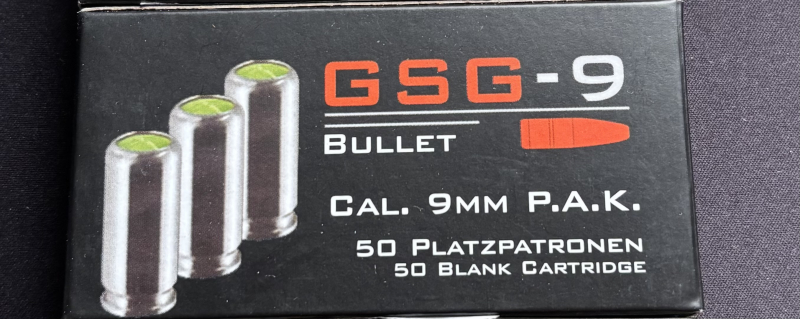 GSG-9
BULLET
CAL. 9MM P.A.K.
50 PLATZPATRONEN
50 BLANK CARTRIDGE